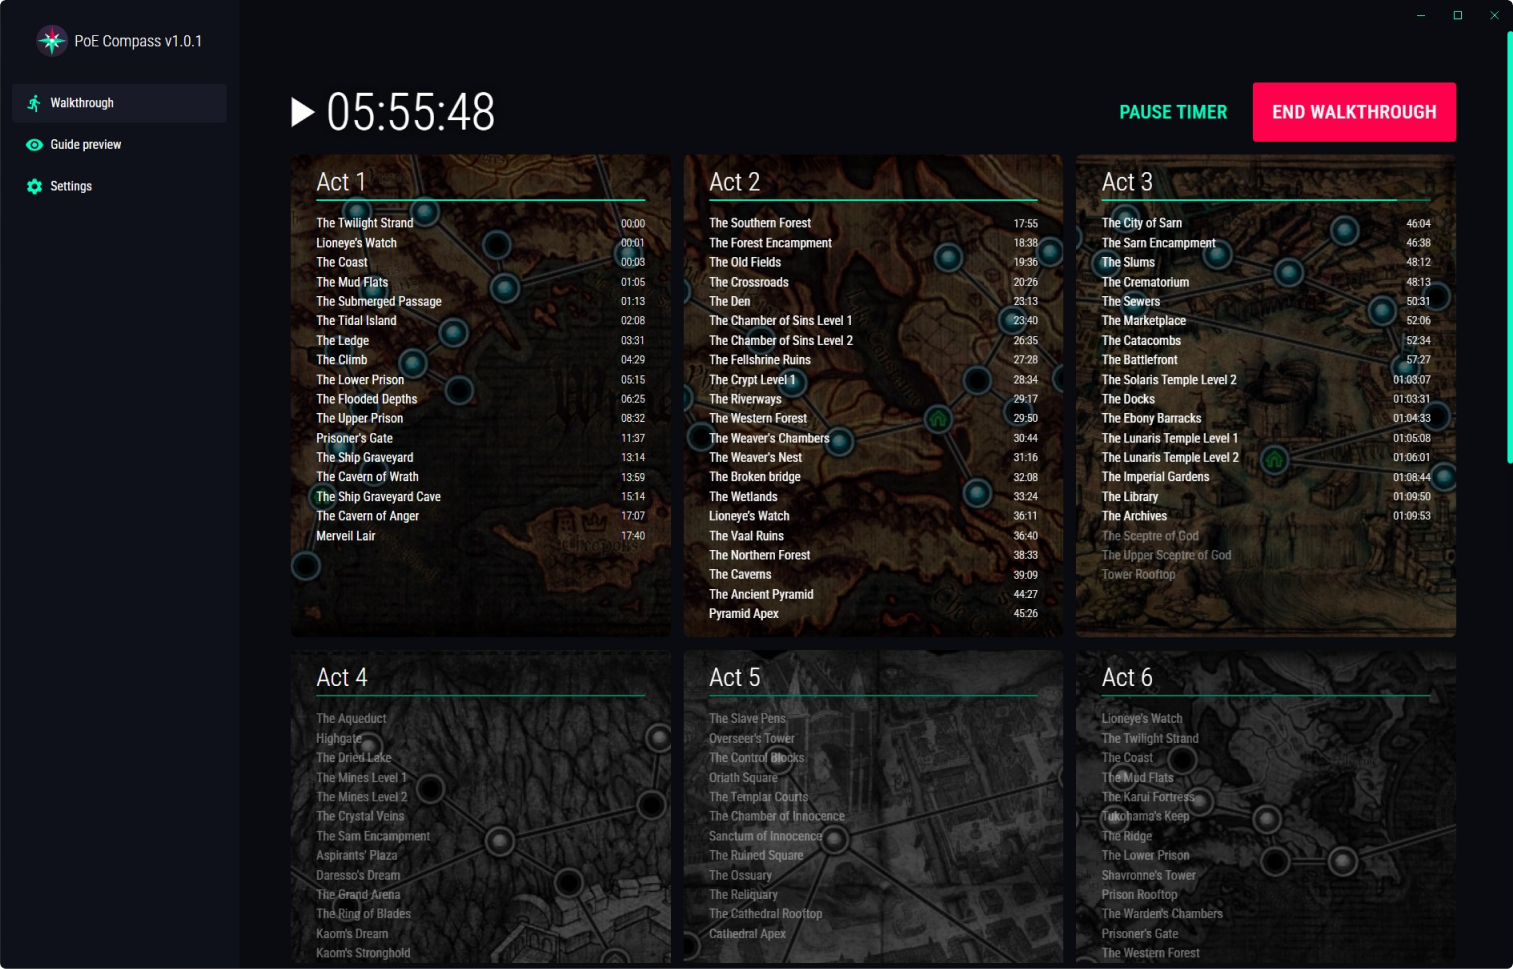 PoE Compass v1.0.1
Walkthrough
Guide preview
Settings
05:55:48
PAUSE TIMER
END WALKTHROUGH
Act 1
The Twilight Strand 00:00
Lioneye's Watch 00:01
The Coast 00:03
The Mud Flats 01:05
The Submerged Passage 01:13
The Tidal Island 02:08
The Ledge 03:31
The Climb 04:29
The Lower Prison 05:15
The Flooded Depths 06:25
The Upper Prison 08:32
Prisoner's Gate 11:37
The Ship Graveyard 13:14
The Cavern of Wrath 13:59
The Ship Graveyard Cave 15:14
The Cavern of Anger 17:07
Merveil Lair 17:40
Act 2
The Southern Forest 17:55
The Forest Encampment 18:38
The Old Fields 19:36
The Crossroads 20:26
The Den 23:13
The Chamber of Sins Level 1 23:40
The Chamber of Sins Level 2 26:35
The Fellshrine Ruins 27:28
The Crypt Level 1 28:34
The Riverways 29:17
The Western Forest 29:50
The Weaver's Chambers 30:44
The Weaver's Nest 31:16
The Broken bridge 32:08
The Wetlands 33:24
Lioneye's Watch 36:11
The Vaal Ruins 36:40
The Northern Forest 38:33
The Caverns 39:09
The Ancient Pyramid 44:27
Pyramid Apex 45:26
Act 3
The City of Sarn 46:04
The Sarn Encampment 46:38
The Slums 48:12
The Crematorium 48:13
The Sewers 50:31
The Marketplace 52:06
The Catacombs 52:34
The Battlefront 57:27
The Solaris Temple Level 2 01:03:07
The Docks 01:03:31
The Ebony Barracks 01:04:33
The Lunaris Temple Level 1 01:05:08
The Lunaris Temple Level 2 01:06:01
The Imperial Gardens 01:08:44
The Library 01:09:50
The Archives 01:09:53
The Sceptre of God
The Upper Sceptre of God
Tower Rooftop
Act 4
The Aqueduct
Highgate
The Dried Lake
The Mines Level 1
The Mines Level 2
The Crystal Veins
The Sarn Encampment
Aspirants' Plaza
Daresso's Dream
The Grand Arena
The Ring of Blades
Kaom's Dream
Kaom's Stronghold
Act 5
The Slave Pens
Overseer's Tower
The Control Blocks
Oriath Square
The Templar Courts
The Chamber of Innocence
Sanctum of Innocence
The Ruined Square
The Ossuary
The Reliquary
The Cathedral Rooftop
Cathedral Apex
Act 6
Lioneye's Watch
The Twilight Strand
The Coast
The Mud Flats
The Karui Fortress
Tukohama's Keep
The Ridge
The Lower Prison
Shavronne's Tower
Prison Rooftop
The Warden's Chambers
Prisoner's Gate
The Western Forest